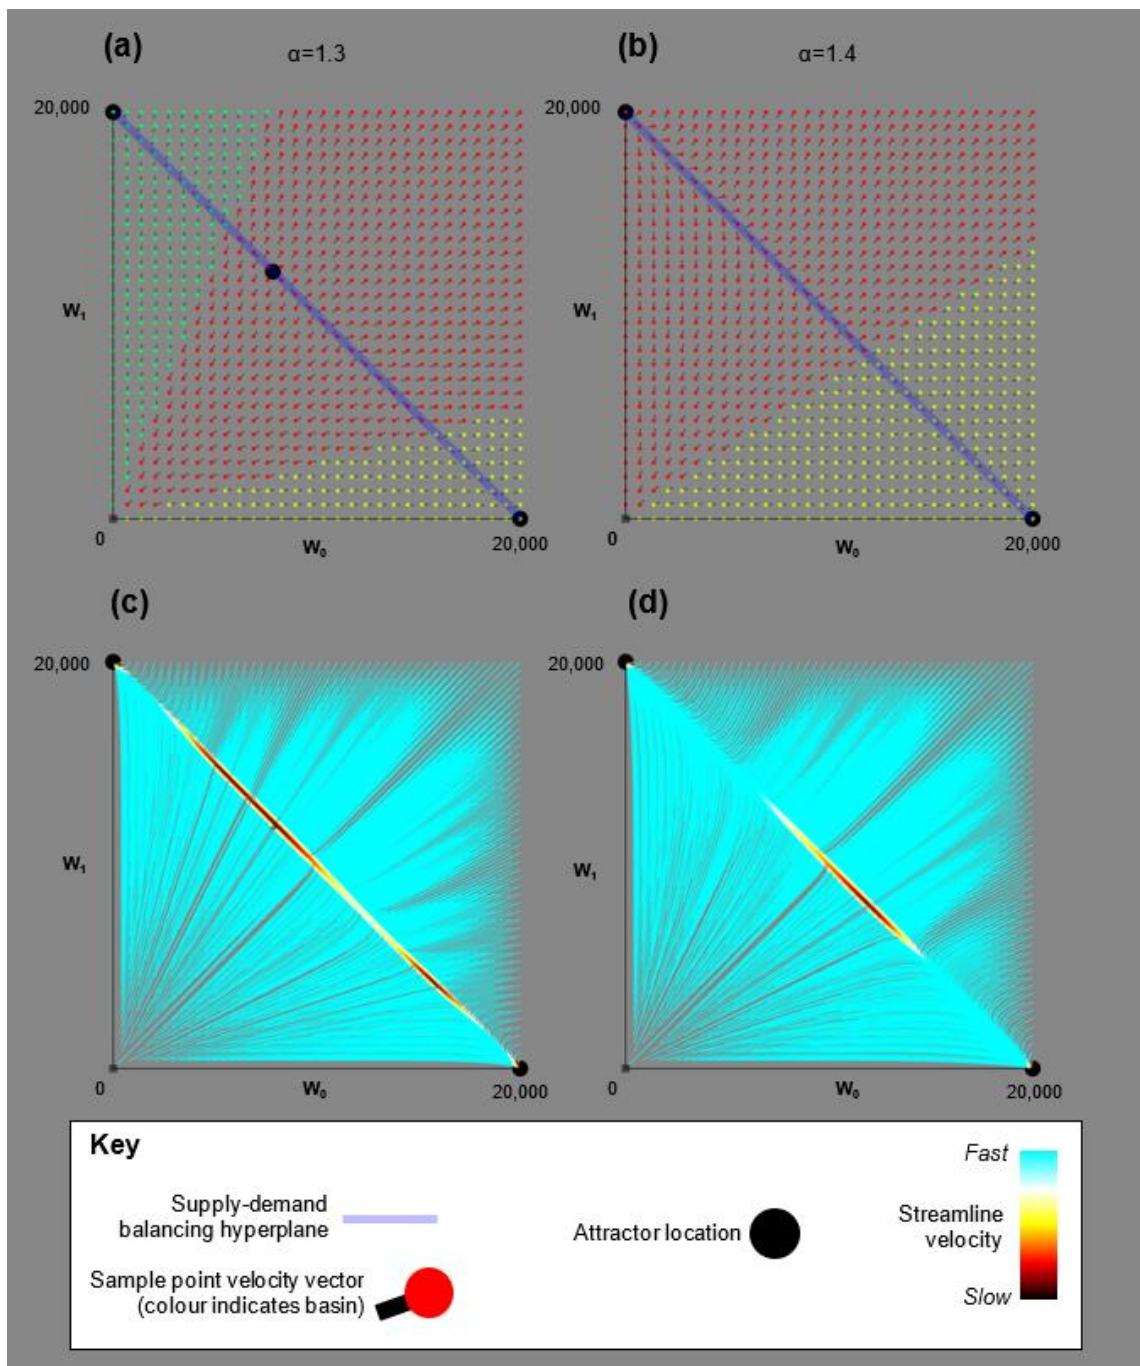 (a)
α=1.3
(b)
α=1.4
20,000
W₁
0
W₀
20,000
20,000
W₁
0
W₀
20,000
(c)
(d)
20,000
W₁
0
W₀
20,000
20,000
W₁
0
W₀
20,000
Key
Supply-demand
balancing hyperplane
Sample point velocity vector
(colour indicates basin)
Attractor location
Fast
Streamline
velocity
Slow